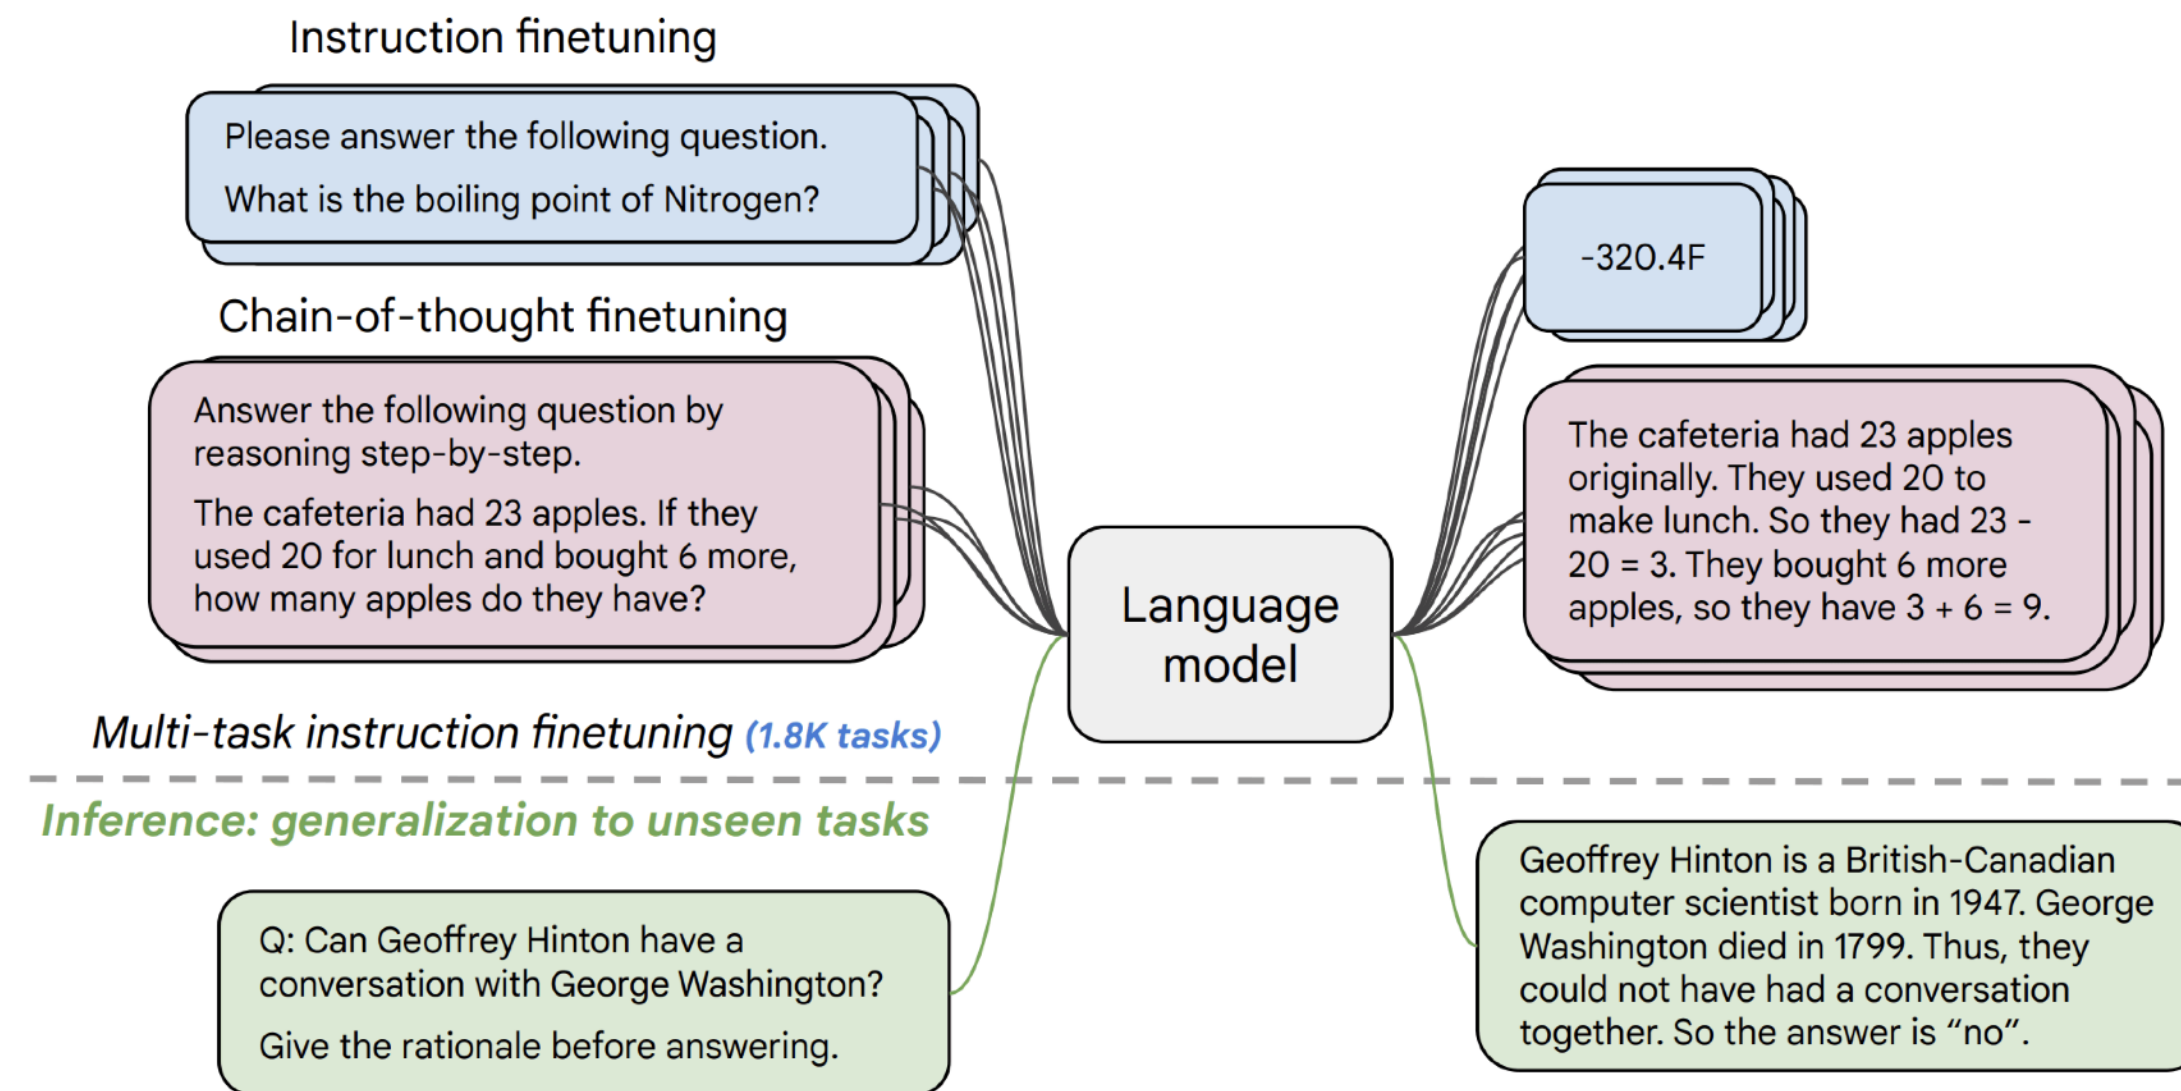 Instruction finetuning
Please answer the following question.
What is the boiling point of Nitrogen?
Chain-of-thought finetuning
Answer the following question by
reasoning step-by-step.
The cafeteria had 23 apples. If they
used 20 for lunch and bought 6 more,
how many apples do they have?
Multi-task instruction finetuning (1.8K tasks)
Language
model
-320.4F
The cafeteria had 23 apples
originally. They used 20 to
make lunch. So they had 23 -
20 = 3. They bought 6 more
apples, so they have 3 + 6 = 9.
Inference: generalization to unseen tasks
Q: Can Geoffrey Hinton have a
conversation with George Washington?
Give the rationale before answering.
Geoffrey Hinton is a British-Canadian
computer scientist born in 1947. George
Washington died in 1799. Thus, they
could not have had a conversation
together. So the answer is “no”.